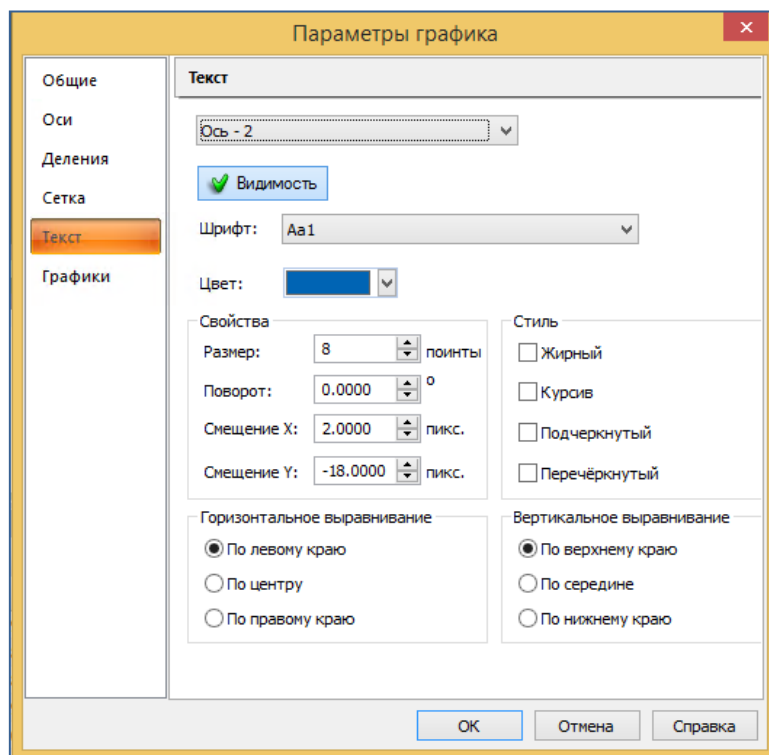 Параметры графика
Общие
Оси
Деления
Сетка
Текст
Графики
Текст
Ось - 2
Видимость
Шрифт: Aa1
Цвет:
Свойства
Размер: 8 поинты
Поворот: 0.0000 °
Смещение X: 2.0000 пикс.
Смещение Y: -18.0000 пикс.
Стиль
Жирный
Курсив
Подчеркнутый
Перечёркнутый
Горизонтальное выравнивание
По левому краю
По центру
По правому краю
Вертикальное выравнивание
По верхнему краю
По середине
По нижнему краю
ОК
Отмена
Справка